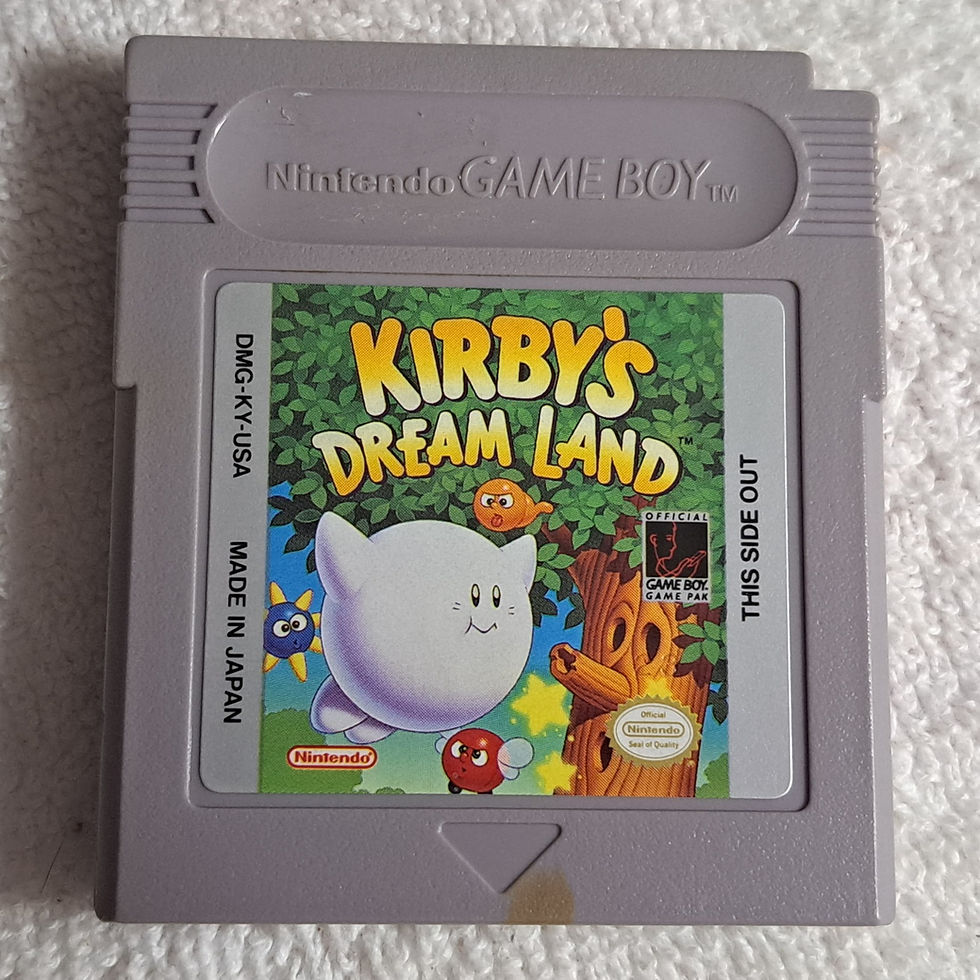 Nintendo GAME BOY TM
DMG-KY-USA
MADE IN JAPAN
KIRBY'S
DREAM LAND TM
OFFICIAL
GAME BOY
GAME PAK
Official
Nintendo
Seal of Quality
Nintendo®
THIS SIDE OUT